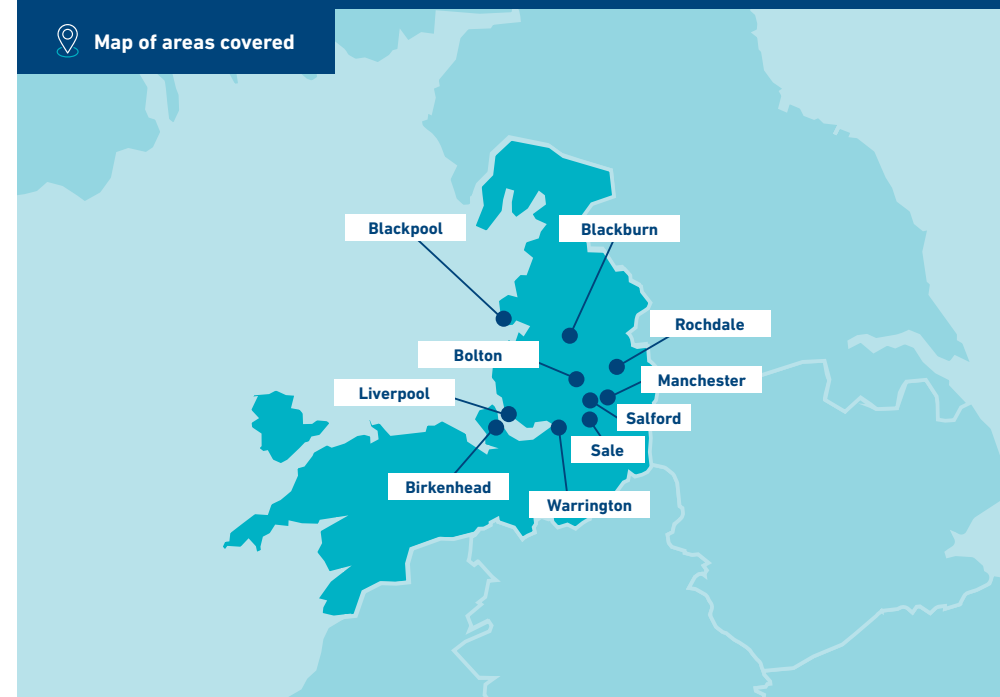 Map of areas covered
Blackpool
Blackburn
Rochdale
Bolton
Manchester
Liverpool
Salford
Sale
Birkenhead
Warrington